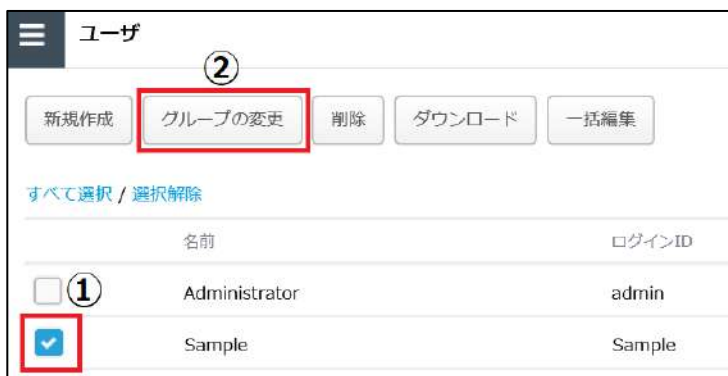 ユーザ
②
新規作成 グループの変更 削除 ダウンロード 一括編集
すべて選択 / 選択解除
名前 ログインID
① Administrator admin
Sample Sample